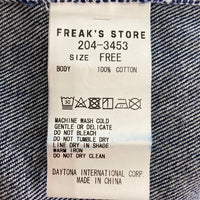 FREAK'S STORE
204-3453
SIZE FREE
BODY 100% COTTON
MACHINE WASH COLD
GENTLE OR DELICATE
DO NOT BLEACH
DO NOT TUMBLE DRY
LINE DRY IN SHADE
WARM IRON
DO NOT DRY CLEAN
DAYTONA INTERNATIONAL CORP
MADE IN CHINA